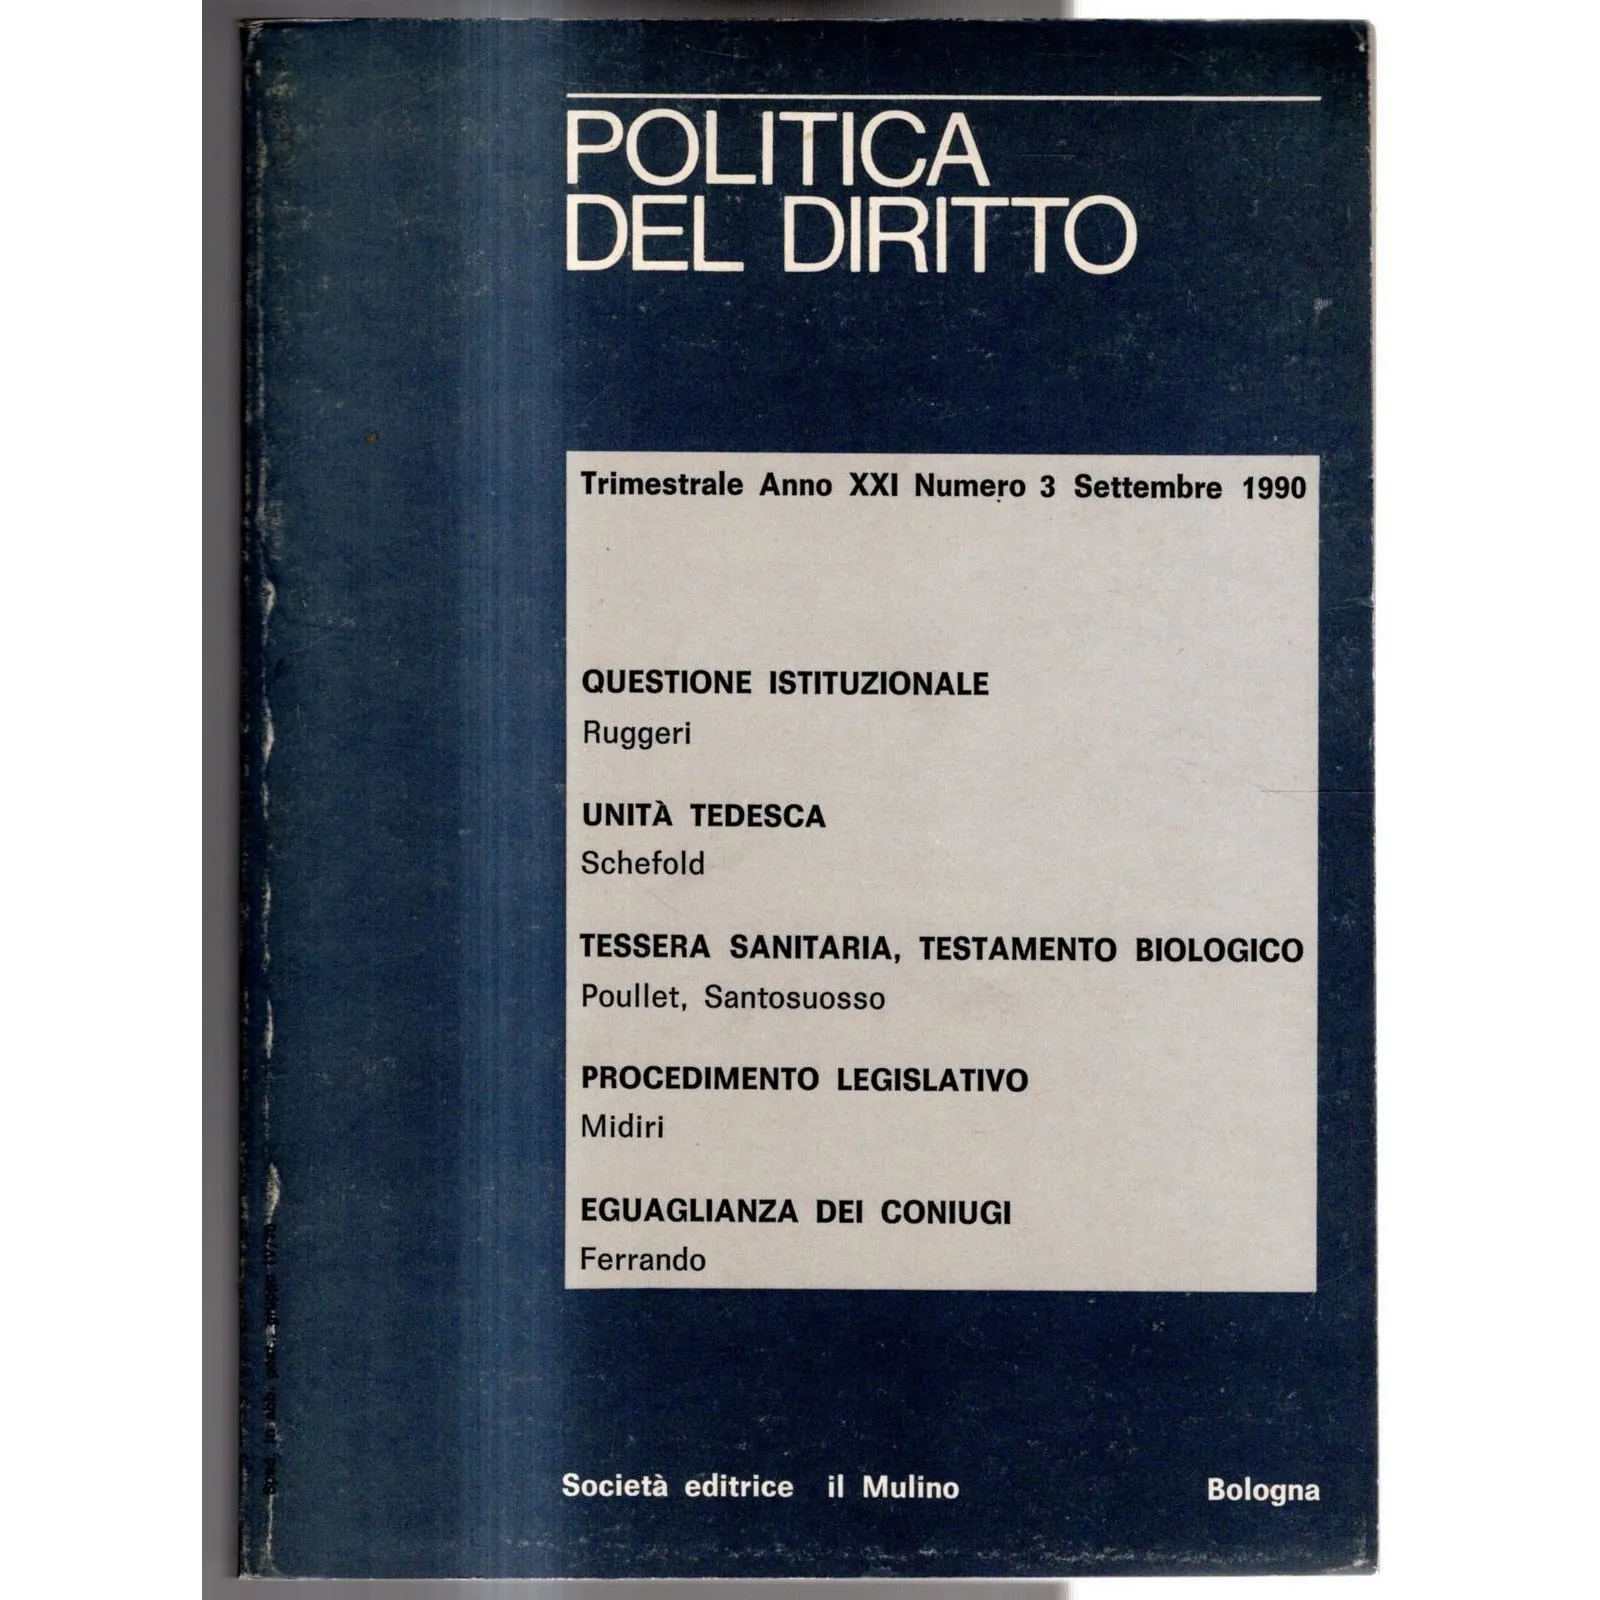 POLITICA
DEL DIRITTO
Trimestrale Anno XXI Numero 3 Settembre 1990
QUESTIONE ISTITUZIONALE
Ruggeri
UNITÀ TEDESCA
Schefold
TESSERA SANITARIA, TESTAMENTO BIOLOGICO
Poullet, Santosuosso
PROCEDIMENTO LEGISLATIVO
Midiri
EGUAGLIANZA DEI CONIUGI
Ferrando
Società editrice il Mulino
Bologna